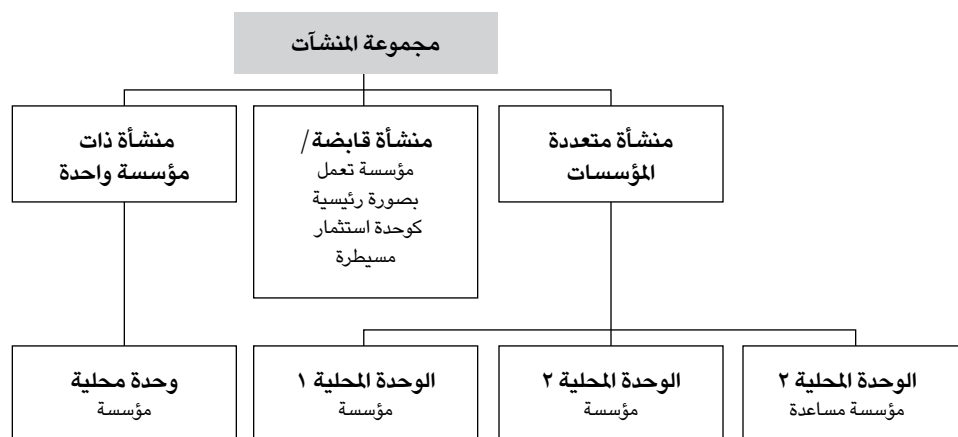 مجموعة المنشآت
منشأة متعددة
المؤسسات
منشأة قابضة/
مؤسسة تعمل
بصورة رئيسية
كوحدة استثمار
مسيطرة
منشأة ذات
مؤسسة واحدة
الوحدة المحلية ٢
مؤسسة مساعدة
الوحدة المحلية ٢
مؤسسة
الوحدة المحلية ١
مؤسسة
وحدة محلية
مؤسسة